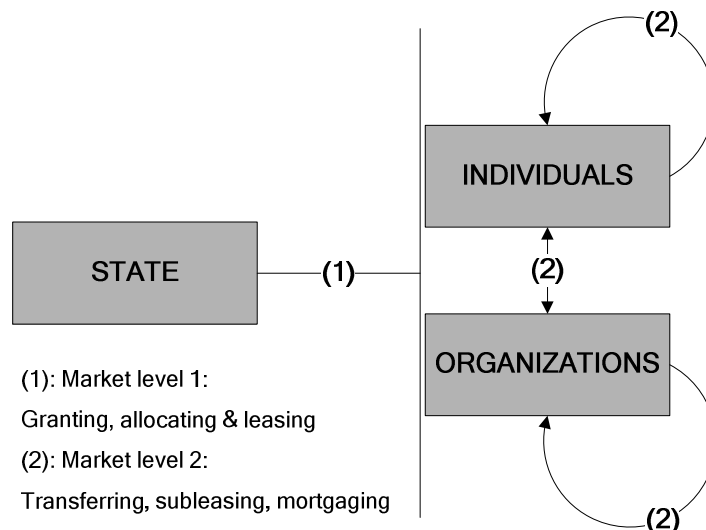 (2)
INDIVIDUALS
STATE
(1)
(2)
ORGANIZATIONS
(1): Market level 1:
Granting, allocating & leasing
(2): Market level 2:
Transferring, subleasing, mortgaging
(2)